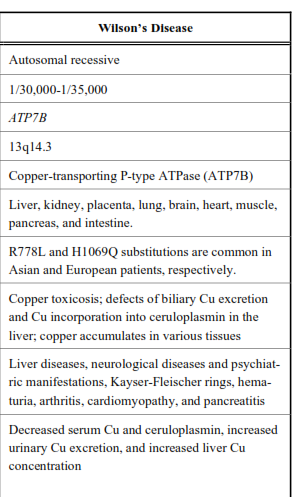 Wilson's Disease
Autosomal recessive
1/30,000-1/35,000
ATP7B
13q14.3
Copper-transporting P-type ATPase (ATP7B)
Liver, kidney, placenta, lung, brain, heart, muscle,
pancreas, and intestine.
R778L and H1069Q substitutions are common in
Asian and European patients, respectively.
Copper toxicosis; defects of biliary Cu excretion
and Cu incorporation into ceruloplasmin in the
liver; copper accumulates in various tissues
Liver diseases, neurological diseases and psychiat-
ric manifestations, Kayser-Fleischer rings, hema-
turia, arthritis, cardiomyopathy, and pancreatitis
Decreased serum Cu and ceruloplasmin, increased
urinary Cu excretion, and increased liver Cu
concentration